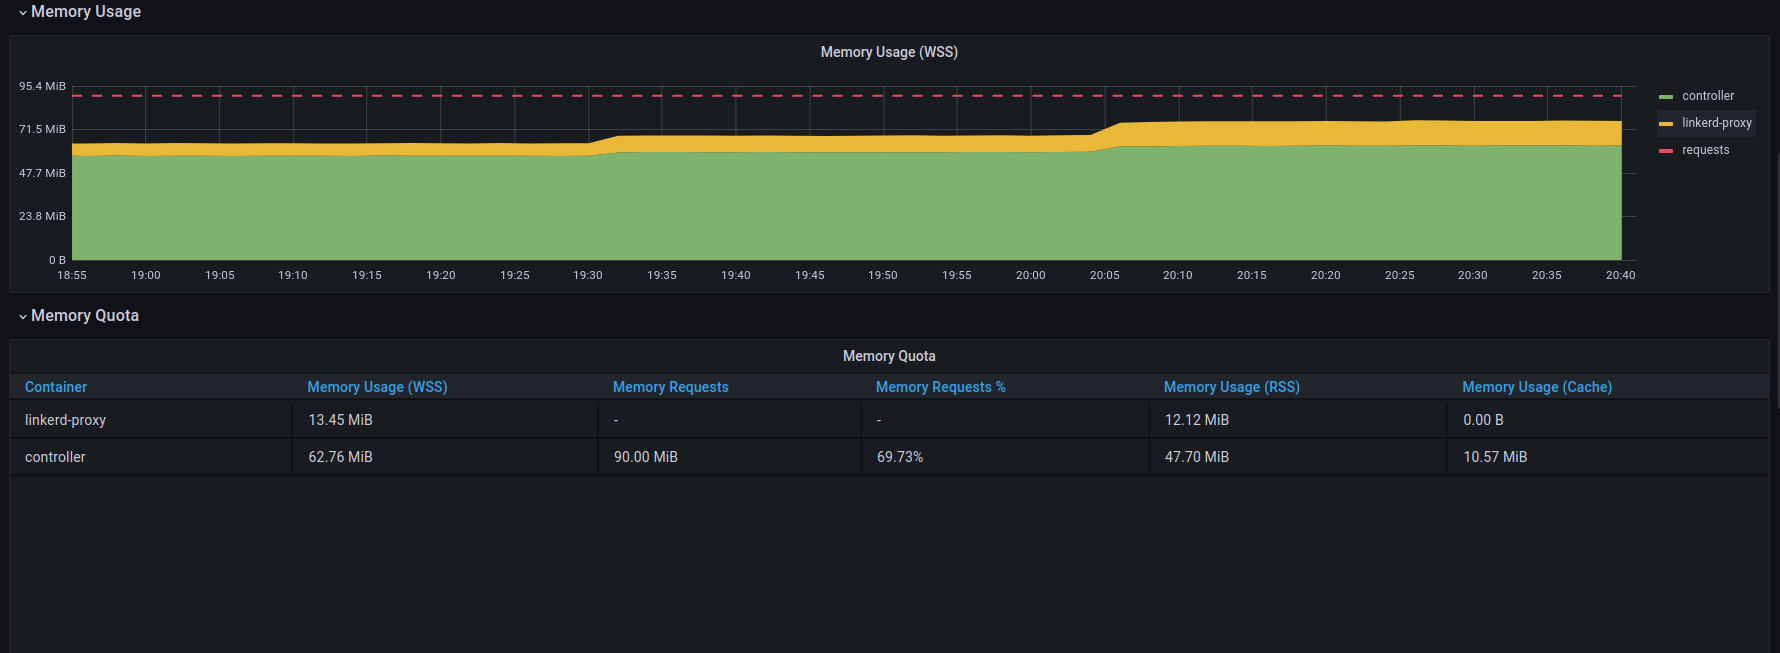 Memory Usage
Memory Usage (WSS)
95.4 MiB
71.5 MiB
47.7 MiB
23.8 MiB
0 B
18:55 19:00 19:05 19:10 19:15 19:20 19:25 19:30 19:35 19:40 19:45 19:50 19:55 20:00 20:05 20:10 20:15 20:20 20:25 20:30 20:35 20:40
controller
linkerd-proxy
requests
Memory Quota
Memory Quota
Container Memory Usage (WSS) Memory Requests Memory Requests % Memory Usage (RSS) Memory Usage (Cache)
linkerd-proxy 13.45 MiB - - 12.12 MiB 0.00 B
controller 62.76 MiB 90.00 MiB 69.73% 47.70 MiB 10.57 MiB